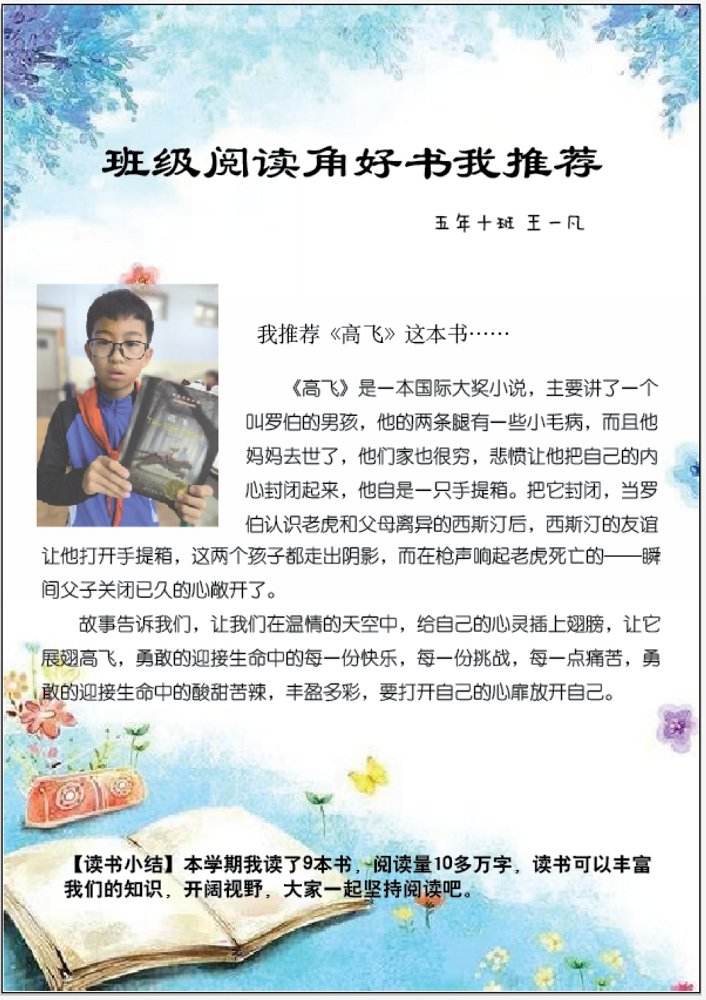 班级阅读角好书我推荐
五年十班 王一凡
我推荐《高飞》这本书……
《高飞》是一本国际大奖小说，主要讲了一个
叫罗伯的男孩，他的两条腿有一些小毛病，而且他
妈妈去世了，他们家也很穷，悲愤让他把自己的内
心封闭起来，他自是一只手提箱。把它封闭，当罗
伯认识老虎和父母离异的西斯汀后，西斯汀的友谊
让他打开手提箱，这两个孩子都走出阴影，而在枪声响起老虎死亡的——瞬
间父子关闭已久的心敞开了。
故事告诉我们，让我们在温情的天空中，给自己的心灵插上翅膀，让它
展翅高飞，勇敢的迎接生命中的每一份快乐，每一份挑战，每一点痛苦，勇
敢的迎接生命中的酸甜苦辣，丰盈多彩，要打开自己的心扉放开自己。
高飞
【读书小结】本学期我读了9本书，阅读量10多万字，读书可以丰富
我们的知识，开阔视野，大家一起坚持阅读吧。